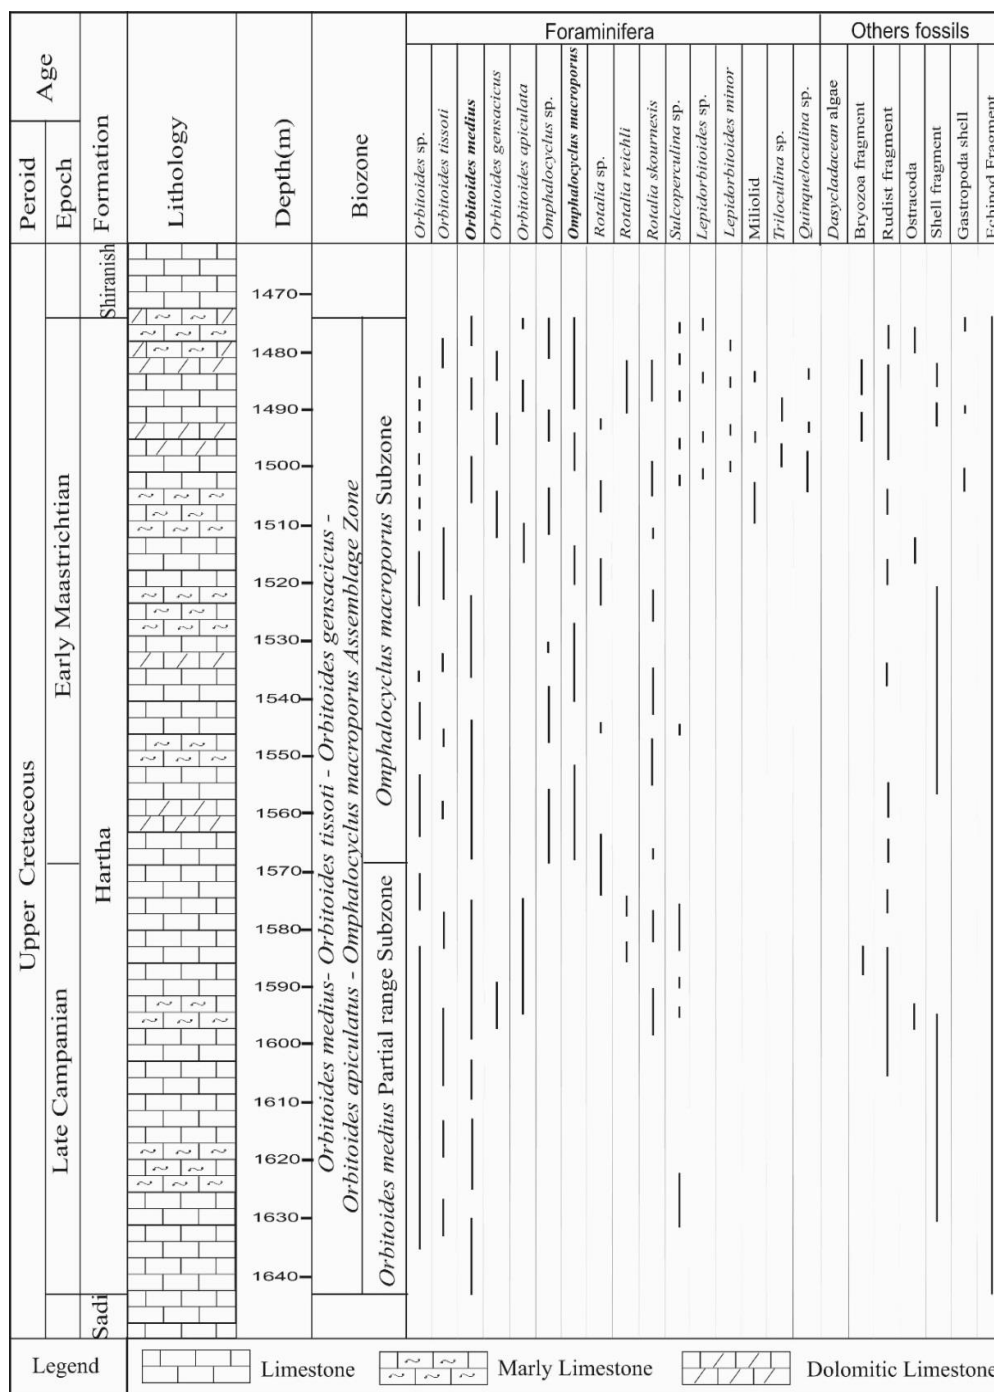 Foraminifera
Others fossils
Age
Peroid
Epoch
Formation
Lithology
Depth(m)
Biozone
Orbitoides sp.
Orbitoides tissoti
Orbitoides medius
Orbitoides gensacicus
Orbitoides apiculata
Omphalocyclus sp.
Omphalocyclus macroporus
Rotalia sp.
Rotalia reichli
Rotalia skournesis
Sulcoperculina sp.
Lepidorbitoides sp.
Lepidorbitoides minor
Miliolid
Triloculina sp.
Quinqueloculina sp.
Dasycladacean algae
Bryozoa fragment
Rudist fragment
Ostracoda
Shell fragment
Gastropoda shell
Echinod Fragment
Upper Cretaceous
Early Maastrichtian
Late Campanian
Shiranish
Hartha
Sadi
1470
1480
1490
1500
1510
1520
1530
1540
1550
1560
1570
1580
1590
1600
1610
1620
1630
1640
Orbitoides medius- Orbitoides tissoti - Orbitoides gensacicus -
Orbitoides apiculatus - Omphalocyclus macroporus Assemblage Zone
Omphalocyclus macroporus Subzone
Orbitoides medius Partial range Subzone
Legend
Limestone
Marly Limestone
Dolomitic Limestone